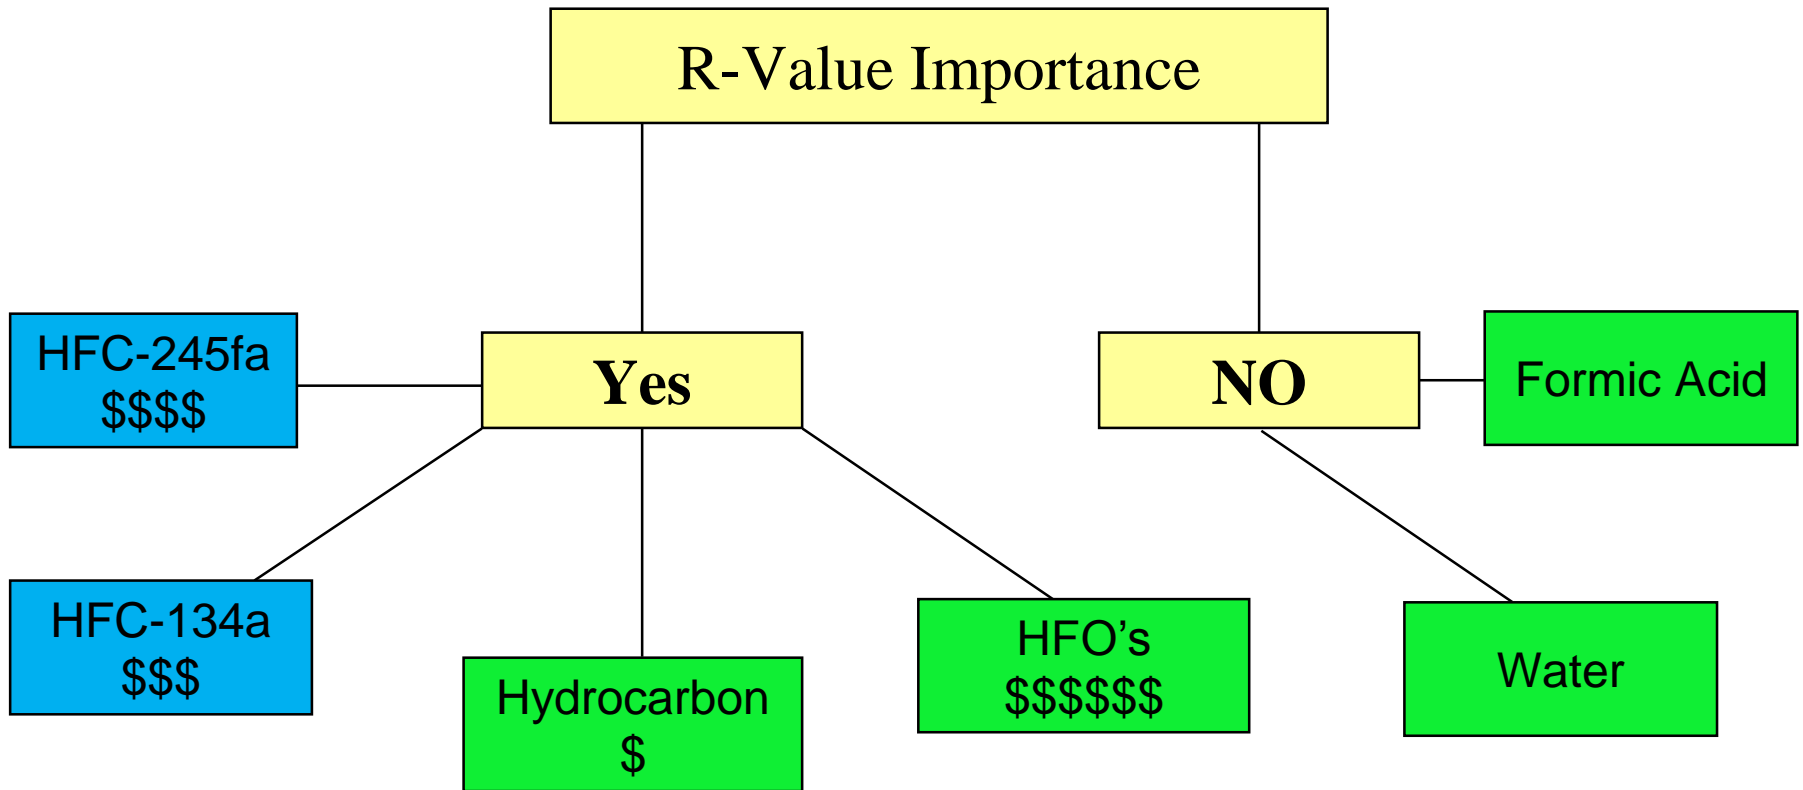 R-Value Importance
HFC-245fa
$$$$
Yes
NO
Formic Acid
HFC-134a
$$$
Hydrocarbon
$
HFO’s
$$$$$$
Water